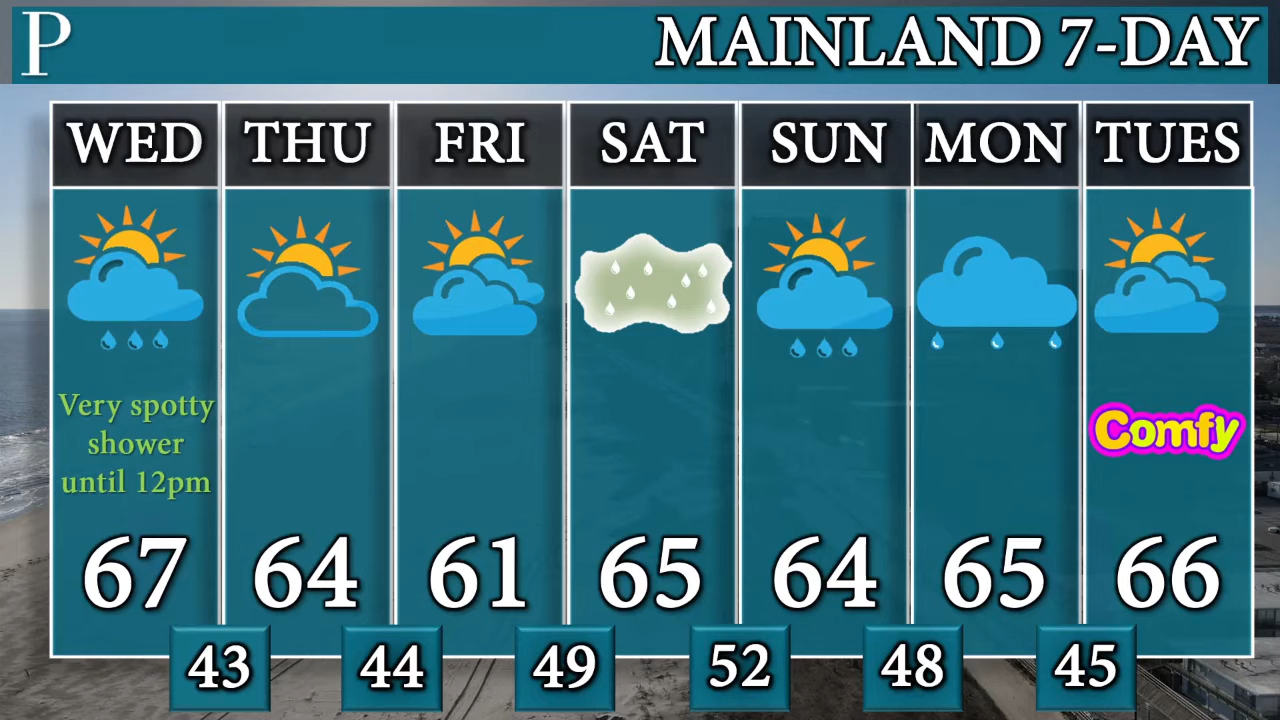 P
MAINLAND 7-DAY
WED THU FRI SAT SUN MON TUES
Very spotty
shower
until 12pm
Comfy
67 64 61 65 64 65 66
43 44 49 52 48 45